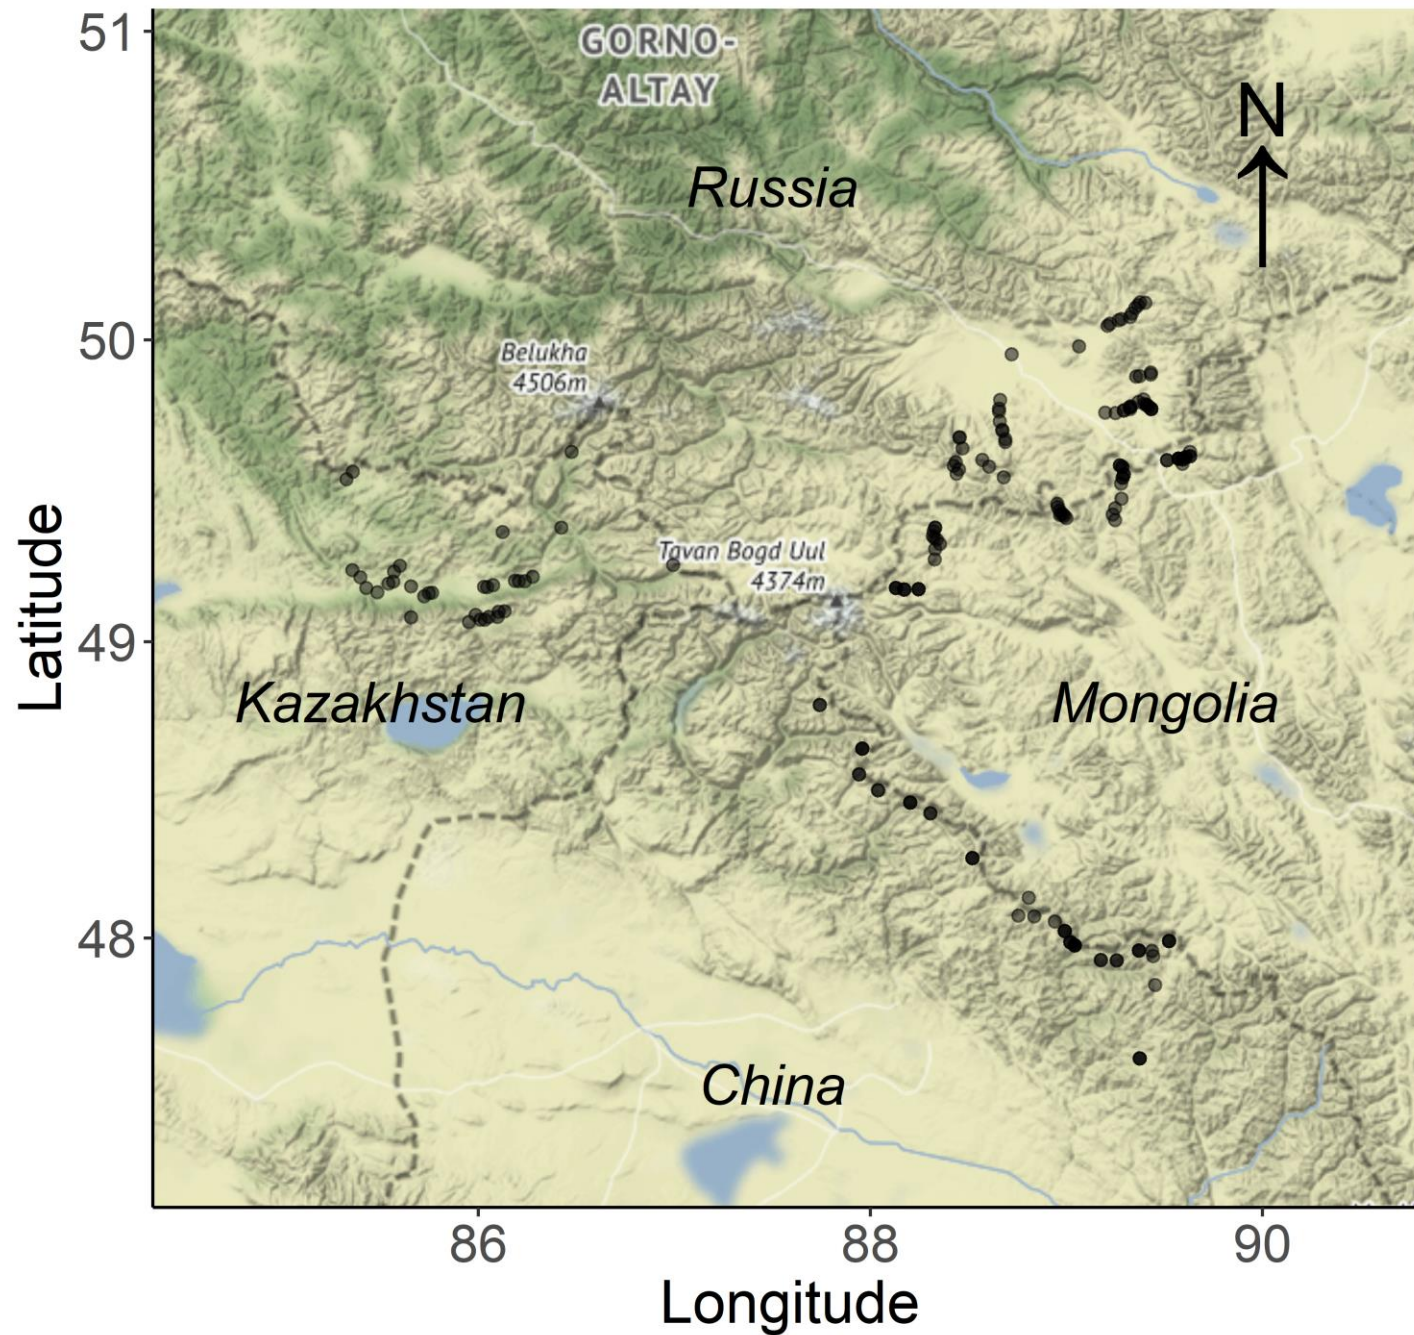 51
GORNO-
ALTAY
N
Russia
50
Belukha
4506m
Tavan Bogd Uul
4374m
49
Kazakhstan
Mongolia
Latitude
48
China
86
88
90
Longitude